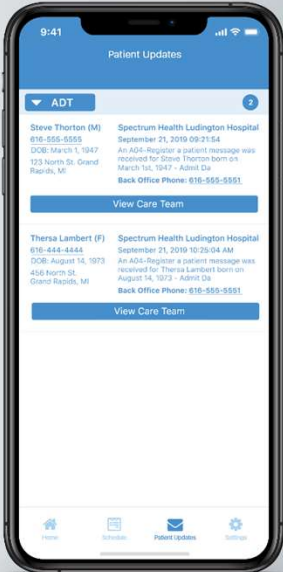 9:41
Patient Updates
ADT
2
Steve Thorton (M)
616-555-5555
DOB: March 1, 1947
123 North St. Grand
Rapids, MI
Spectrum Health Ludington Hospital
September 21, 2019 09:21:54
An A04-Register a patient message was
received for Steve Thorton born on
March 1st, 1947 - Admit Da
Back Office Phone: 616-555-5551
View Care Team
Thersa Lambert (F)
616-444-4444
DOB: August 14, 1973
456 North St.
Grand Rapids, MI
Spectrum Health Ludington Hospital
September 21, 2019 10:25:04 AM
An A04-Register a patient message was
received for Thersa Lambert born on
August 14, 1973 - Admit Da
Back Office Phone: 616-555-5551
View Care Team
Home
Schedule
Patient Updates
Settings